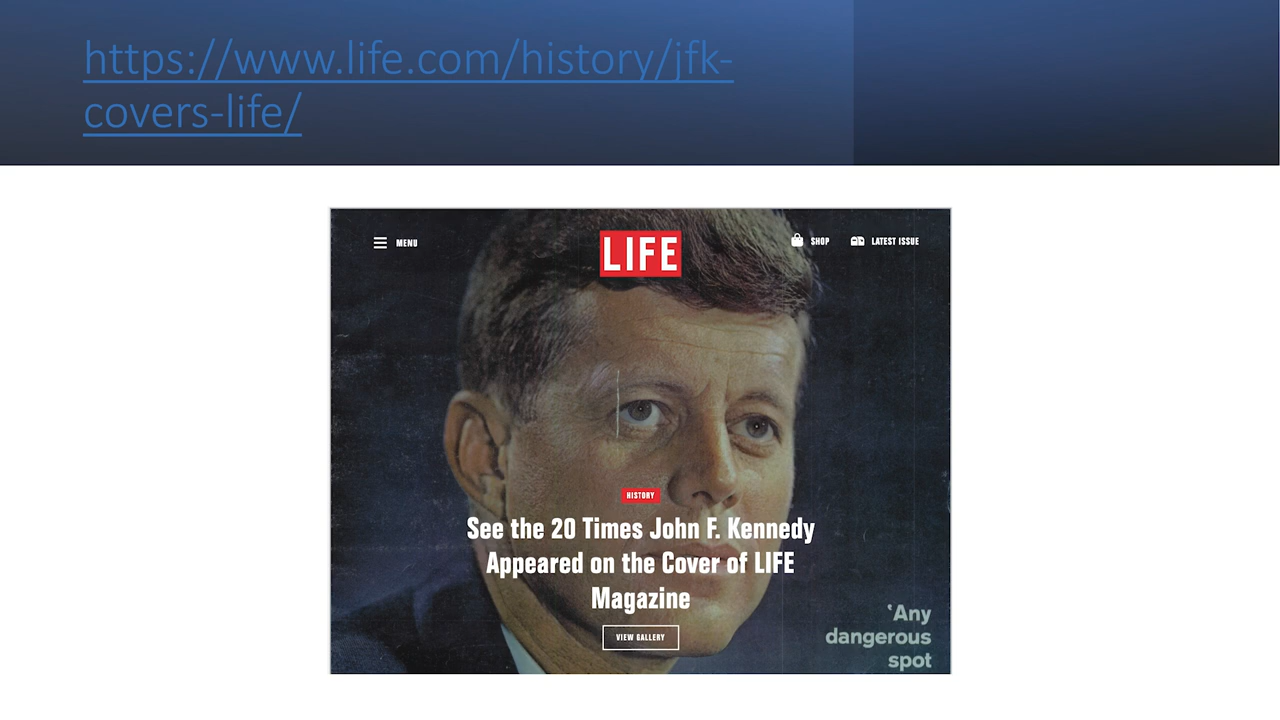 https://www.life.com/history/jfk-
covers-life/
MENU
LIFE
SHOP
LATEST ISSUE
HISTORY
See the 20 Times John F. Kennedy
Appeared on the Cover of LIFE
Magazine
VIEW GALLERY
‘Any
dangerous
spot